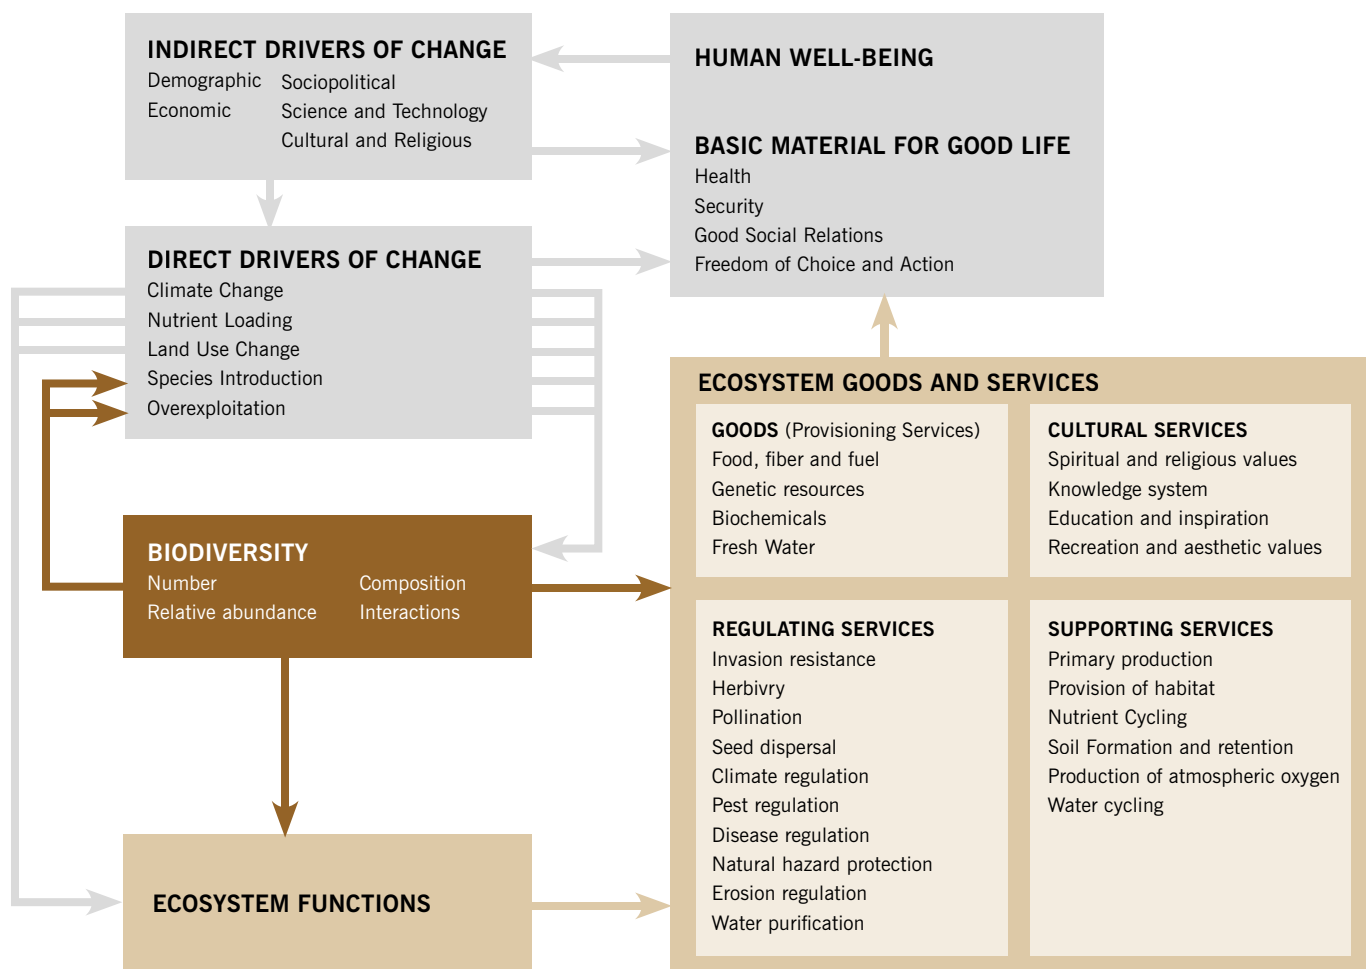 INDIRECT DRIVERS OF CHANGE
Demographic
Economic
Sociopolitical
Science and Technology
Cultural and Religious
HUMAN WELL-BEING
BASIC MATERIAL FOR GOOD LIFE
Health
Security
Good Social Relations
Freedom of Choice and Action
DIRECT DRIVERS OF CHANGE
Climate Change
Nutrient Loading
Land Use Change
Species Introduction
Overexploitation
BIODIVERSITY
Number
Relative abundance
Composition
Interactions
ECOSYSTEM FUNCTIONS
ECOSYSTEM GOODS AND SERVICES
GOODS (Provisioning Services)
Food, fiber and fuel
Genetic resources
Biochemicals
Fresh Water
CULTURAL SERVICES
Spiritual and religious values
Knowledge system
Education and inspiration
Recreation and aesthetic values
REGULATING SERVICES
Invasion resistance
Herbivry
Pollination
Seed dispersal
Climate regulation
Pest regulation
Disease regulation
Natural hazard protection
Erosion regulation
Water purification
SUPPORTING SERVICES
Primary production
Provision of habitat
Nutrient Cycling
Soil Formation and retention
Production of atmospheric oxygen
Water cycling